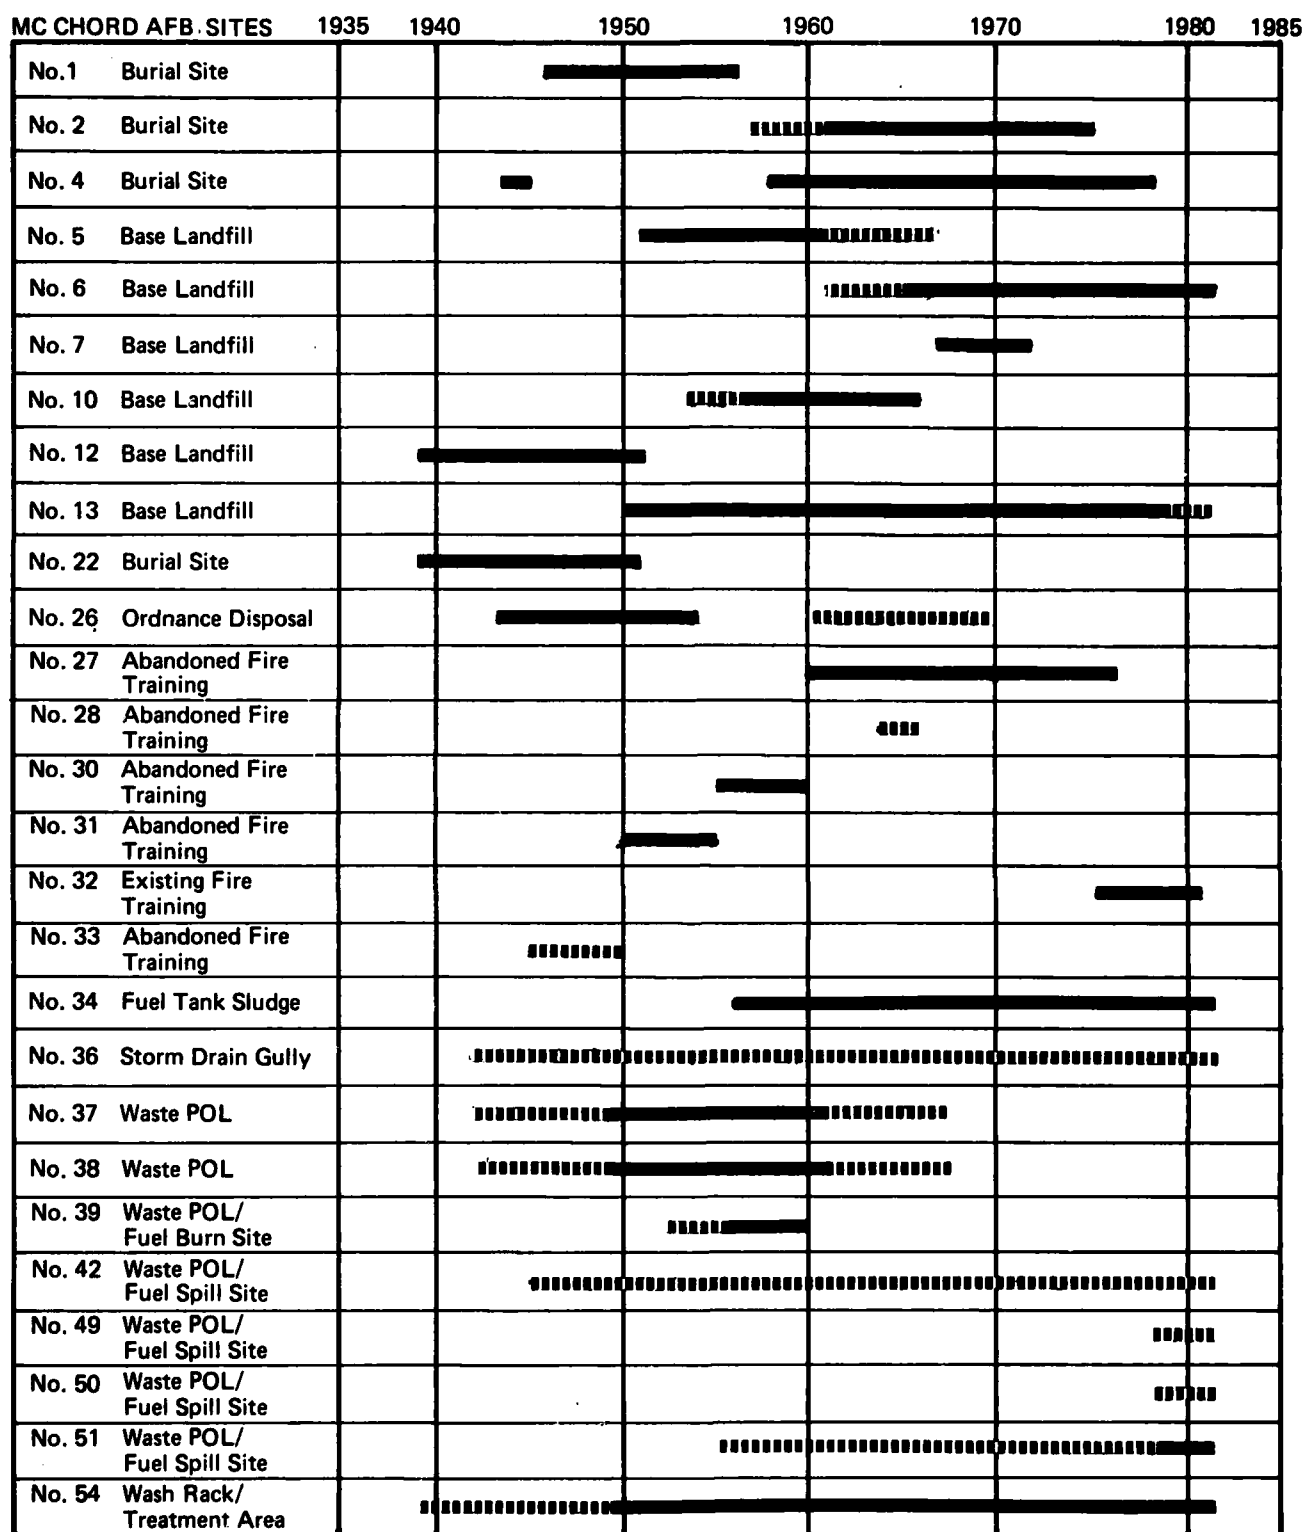 MC CHORD AFB SITES 1935 1940 1950 1960 1970 1980 1985
No.1 Burial Site
No. 2 Burial Site
No. 4 Burial Site
No. 5 Base Landfill
No. 6 Base Landfill
No. 7 Base Landfill
No. 10 Base Landfill
No. 12 Base Landfill
No. 13 Base Landfill
No. 22 Burial Site
No. 26 Ordnance Disposal
No. 27 Abandoned Fire
Training
No. 28 Abandoned Fire
Training
No. 30 Abandoned Fire
Training
No. 31 Abandoned Fire
Training
No. 32 Existing Fire
Training
No. 33 Abandoned Fire
Training
No. 34 Fuel Tank Sludge
No. 36 Storm Drain Gully
No. 37 Waste POL
No. 38 Waste POL
No. 39 Waste POL/
Fuel Burn Site
No. 42 Waste POL/
Fuel Spill Site
No. 49 Waste POL/
Fuel Spill Site
No. 50 Waste POL/
Fuel Spill Site
No. 51 Waste POL/
Fuel Spill Site
No. 54 Wash Rack/
Treatment Area